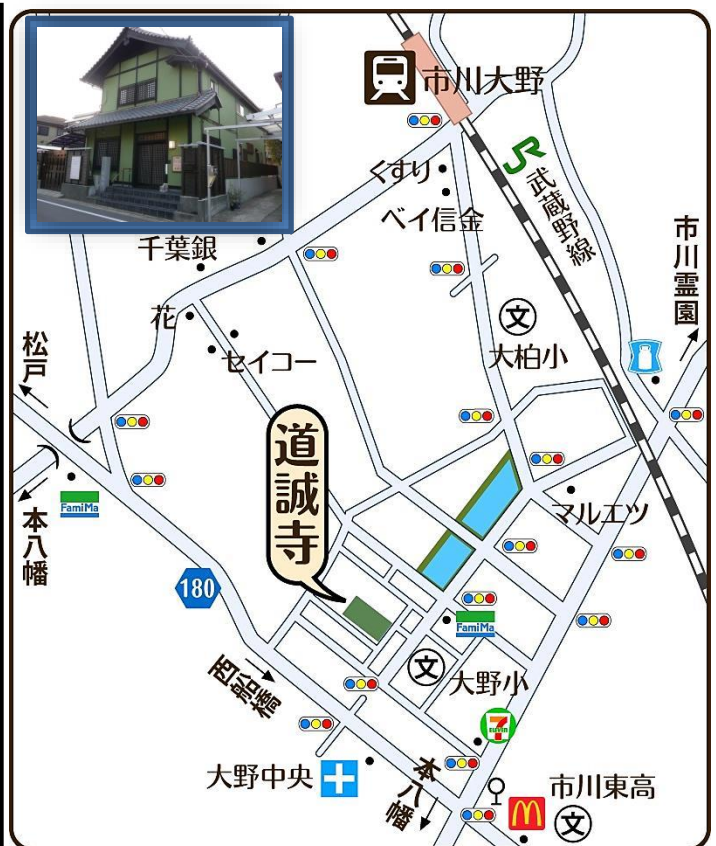 市川大野
くすり
ベイ信金
JR
武蔵野線
千葉銀
市川霊園
花
セイコー
文
大柏小
松戸
道誠寺
FamiMa
マルエツ
本八幡
180
FamiMa
文
大野小
西船橋
7
ELEVEN
大野中央
本八幡
市川東高
M
文